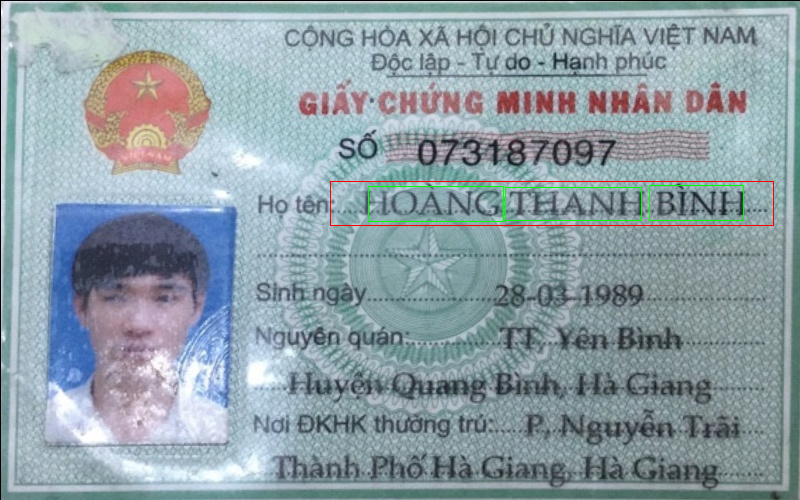 CỘNG HÒA XÃ HỘI CHỦ NGHĨA VIỆT NAM
Độc lập - Tự do - Hạnh phúc
GIẤY CHỨNG MINH NHÂN DÂN
SỐ 073187097
Họ tên: HOÀNG THANH BÌNH
Sinh ngày 28-03-1989
Nguyên quán: TT. Yên Bình
Huyện Quang Bình, Hà Giang
Nơi ĐKHK thường trú: P. Nguyễn Trãi
Thành Phố Hà Giang, Hà Giang
VIỆT NAM